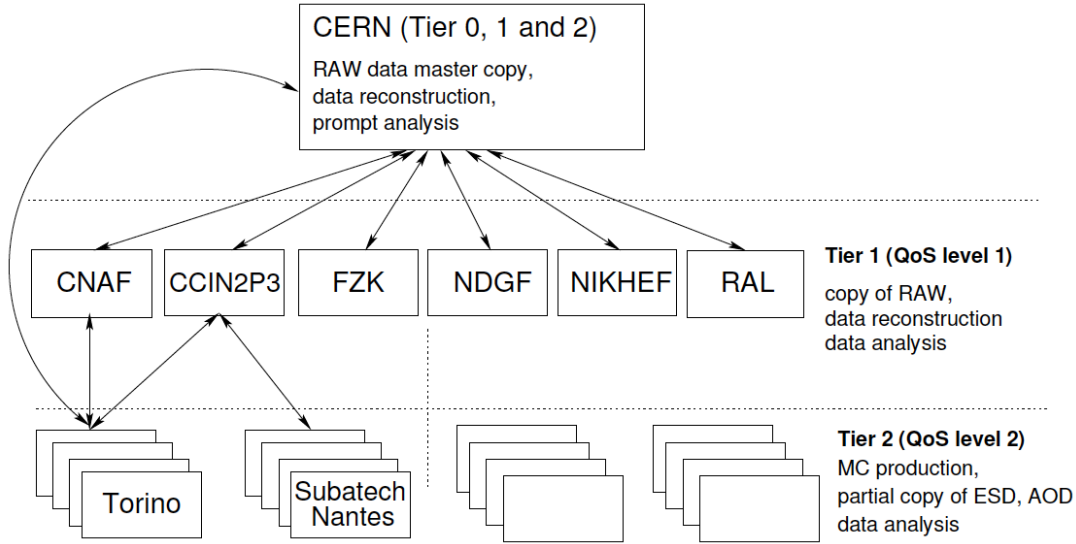 CERN (Tier 0, 1 and 2)
RAW data master copy,
data reconstruction,
prompt analysis
CNAF
CCIN2P3
FZK
NDGF
NIKHEF
RAL
Tier 1 (QoS level 1)
copy of RAW,
data reconstruction
data analysis
Torino
Subatech
Nantes
Tier 2 (QoS level 2)
MC production,
partial copy of ESD, AOD
data analysis